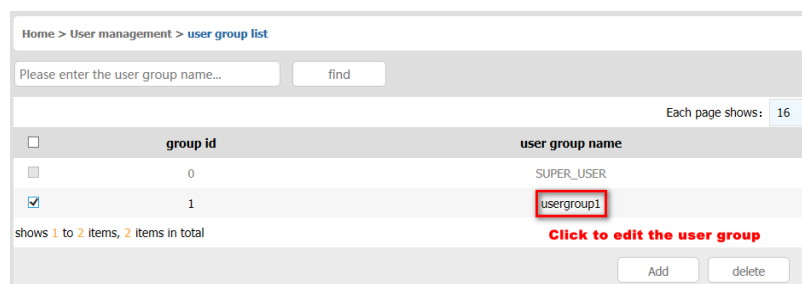 Home > User management > user group list
Please enter the user group name... find
Each page shows: 16
group id user group name
0 SUPER_USER
1 usergroup1
shows 1 to 2 items, 2 items in total
Click to edit the user group
Add delete